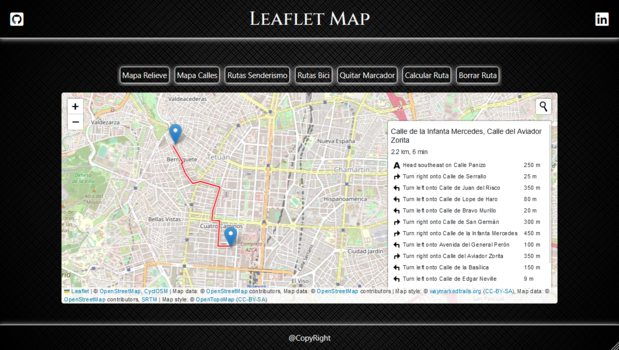 Leaflet Map
Mapa Relieve
Mapa Calles
Rutas Senderismo
Rutas Bici
Quitar Marcador
Calcular Ruta
Borrar Ruta
+
−
Valdeacederas
Valdezarza
Nueva España
Tetuan
Berruguete
Chamartín
Hispanoamérica
Bellas Vistas
Cuatro Caminos
AZCA
Ciudad Jardín
Calle de la Infanta Mercedes, Calle del Aviador
Zorita
2.2 km, 6 min
Head southeast on Calle Panizo 250 m
Turn right onto Calle de Serrallo 25 m
Turn left onto Calle de Juan del Risco 350 m
Turn left onto Calle de Lope de Haro 80 m
Turn left onto Calle de Bravo Murillo 20 m
Turn right onto Calle de San Germán 300 m
Turn right onto Calle de la Infanta Mercedes 450 m
Turn left onto Avenida del General Perón 100 m
Turn right onto Calle del Aviador Zorita 350 m
Turn left onto Calle de la Basílica 150 m
Turn left onto Calle de Edgar Neville 9 m
Leaflet | © OpenStreetMap, CyclOSM | Map data: © OpenStreetMap contributors, Map data: © OpenStreetMap contributors | Map style: © waymarkedtrails.org (CC-BY-SA), Map data: ©
OpenStreetMap contributors, SRTM | Map style: © OpenTopoMap (CC-BY-SA)
@CopyRight